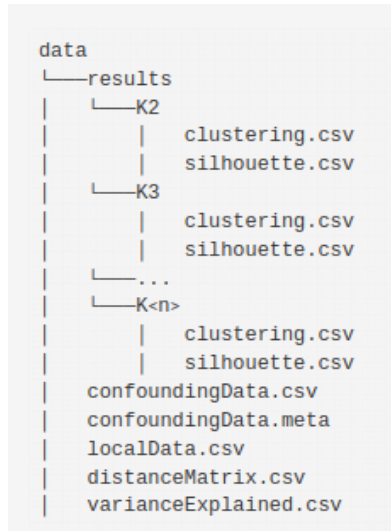 data
└───results
│   └───K2
│       │   clustering.csv
│       │   silhouette.csv
│   └───K3
│       │   clustering.csv
│       │   silhouette.csv
│   └───...
│   └───K<n>
│       │   clustering.csv
│       │   silhouette.csv
│   confoundingData.csv
│   confoundingData.meta
│   localData.csv
│   distanceMatrix.csv
│   varianceExplained.csv